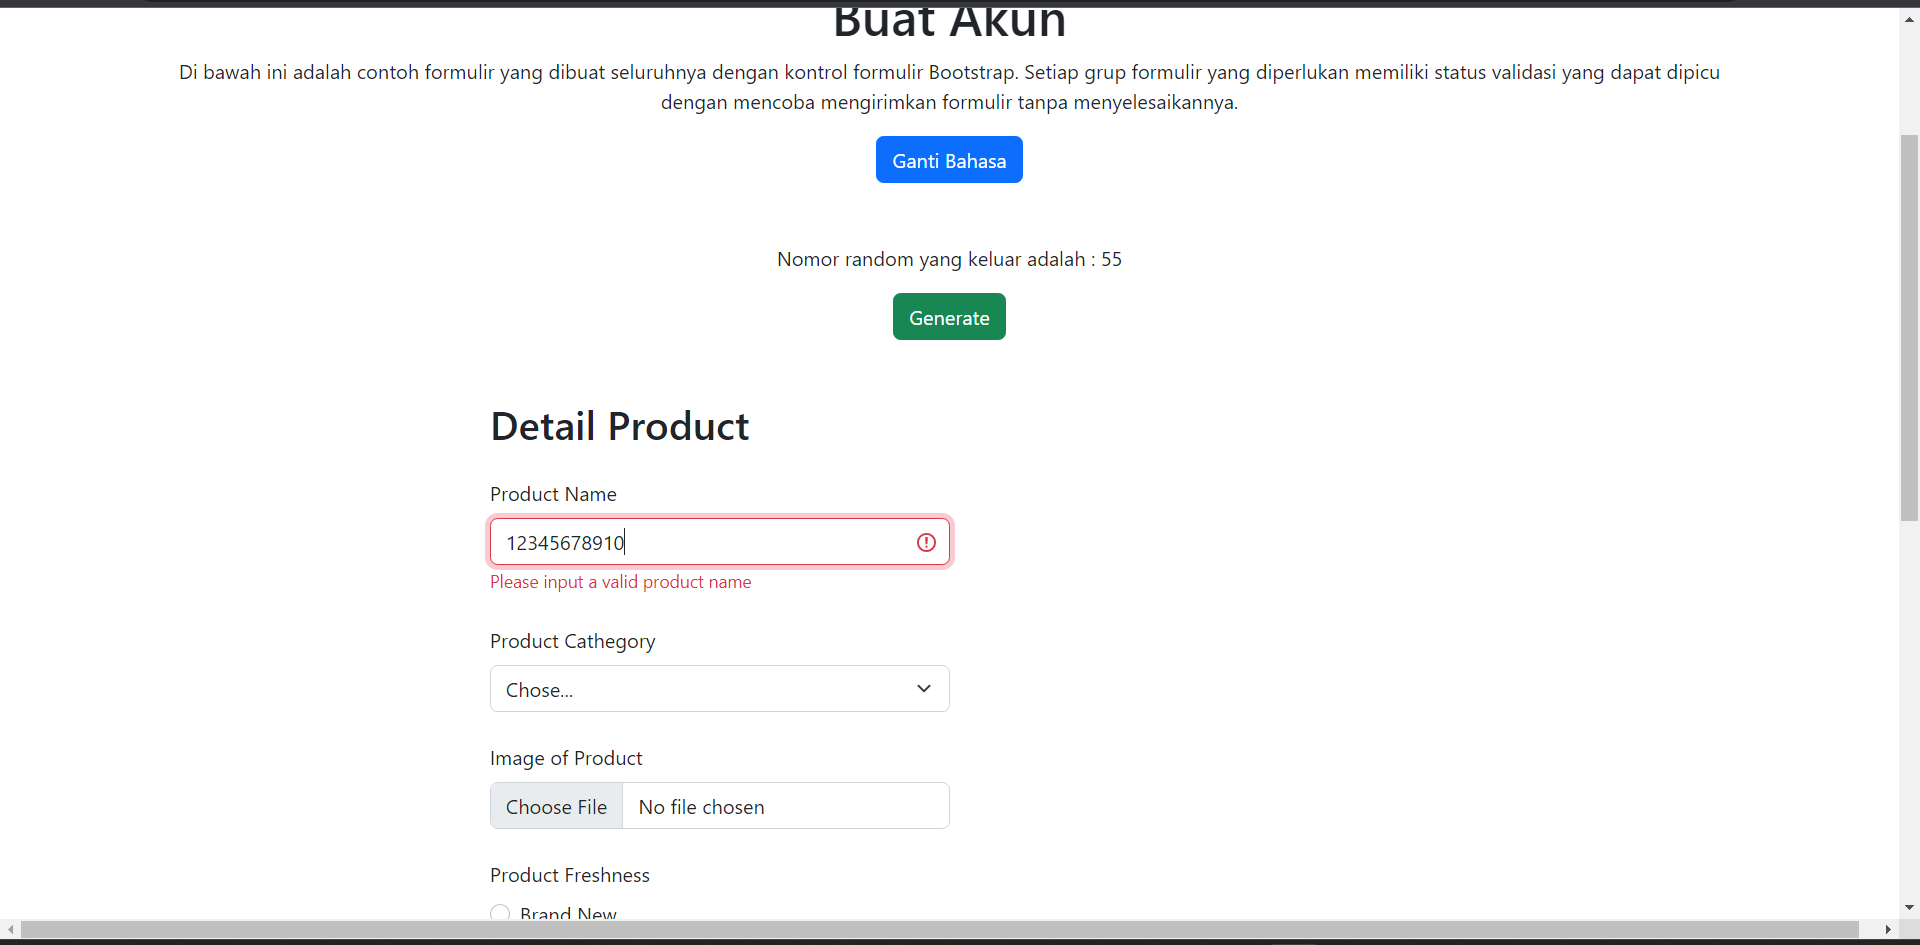 Buat Akun
Di bawah ini adalah contoh formulir yang dibuat seluruhnya dengan kontrol formulir Bootstrap. Setiap grup formulir yang diperlukan memiliki status validasi yang dapat dipicu
dengan mencoba mengirimkan formulir tanpa menyelesaikannya.
Ganti Bahasa
Nomor random yang keluar adalah : 55
Generate
Detail Product
Product Name
12345678910
Please input a valid product name
Product Cathegory
Chose...
Image of Product
Choose File No file chosen
Product Freshness
Brand New